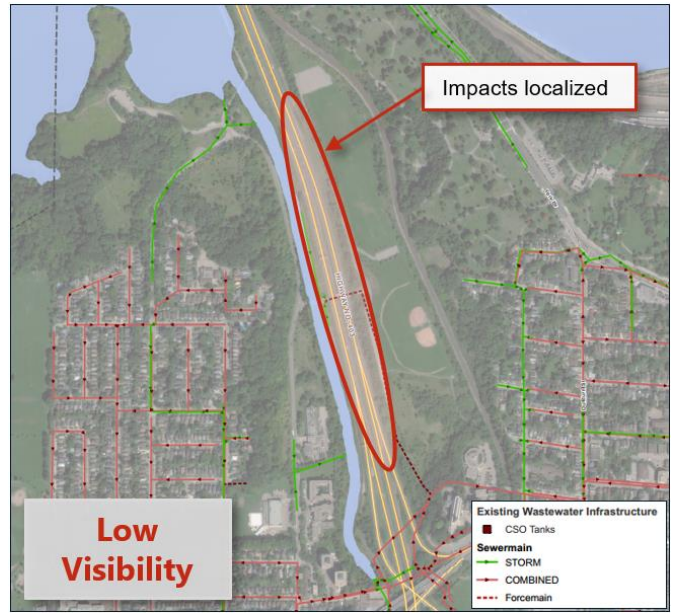 Impacts localized
Low
Visibility
Existing Wastewater Infrastructure
CSO Tanks
Sewermain
STORM
COMBINED
Forcemain